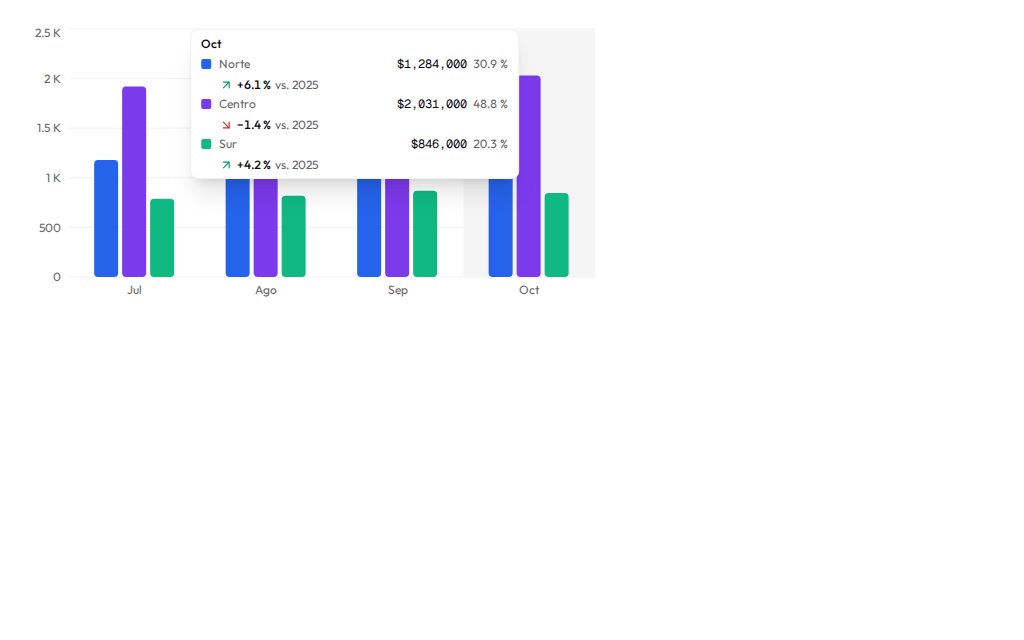 2.5 K
2 K
1.5 K
1 K
500
0
Oct
Norte $1,284,000 30.9 %
+6.1 % vs. 2025
Centro $2,031,000 48.8 %
−1.4 % vs. 2025
Sur $846,000 20.3 %
+4.2 % vs. 2025
Jul Ago Sep Oct